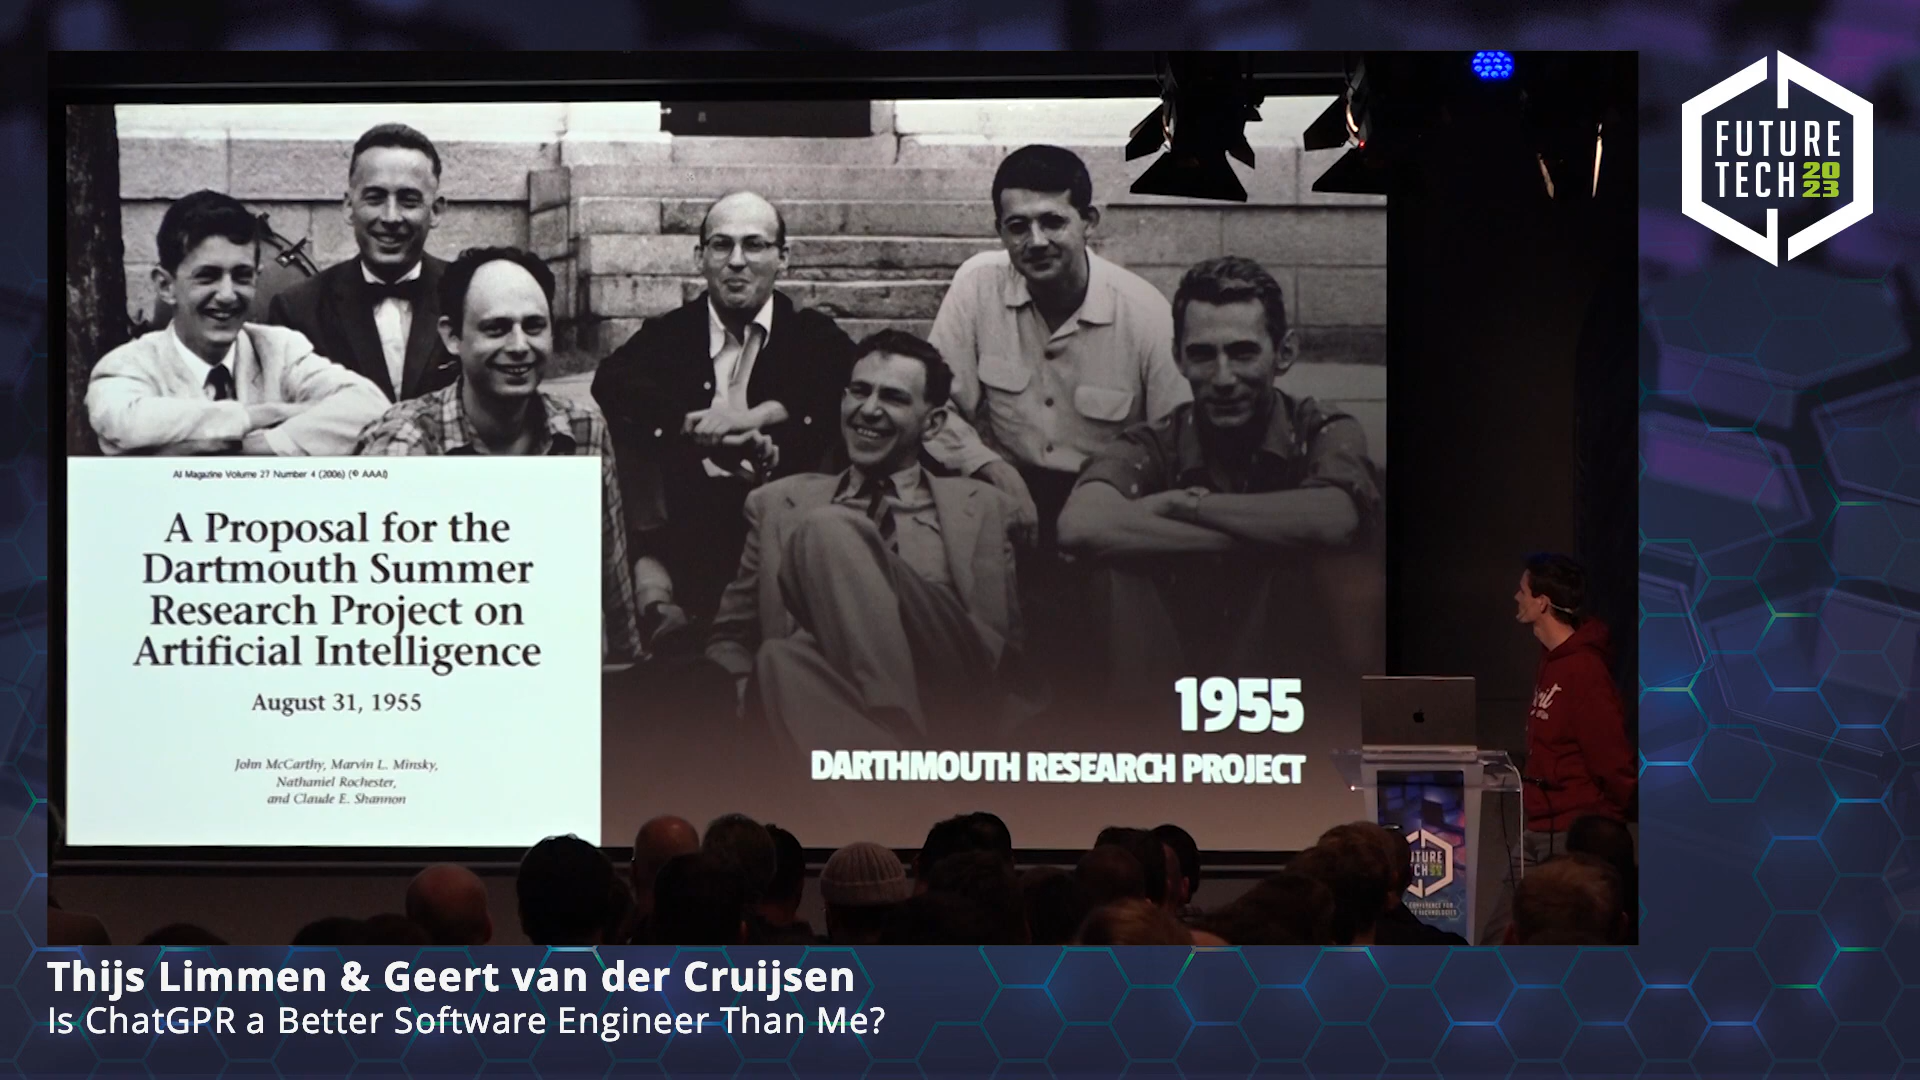 FUTURE
TECH 20
23
AI Magazine Volume 27 Number 4 (2006) (© AAAI)
A Proposal for the
Dartmouth Summer
Research Project on
Artificial Intelligence
August 31, 1955
John McCarthy, Marvin L. Minsky,
Nathaniel Rochester,
and Claude E. Shannon
1955
DARTHMOUTH RESEARCH PROJECT
Thijs Limmen & Geert van der Cruijsen
Is ChatGPR a Better Software Engineer Than Me?